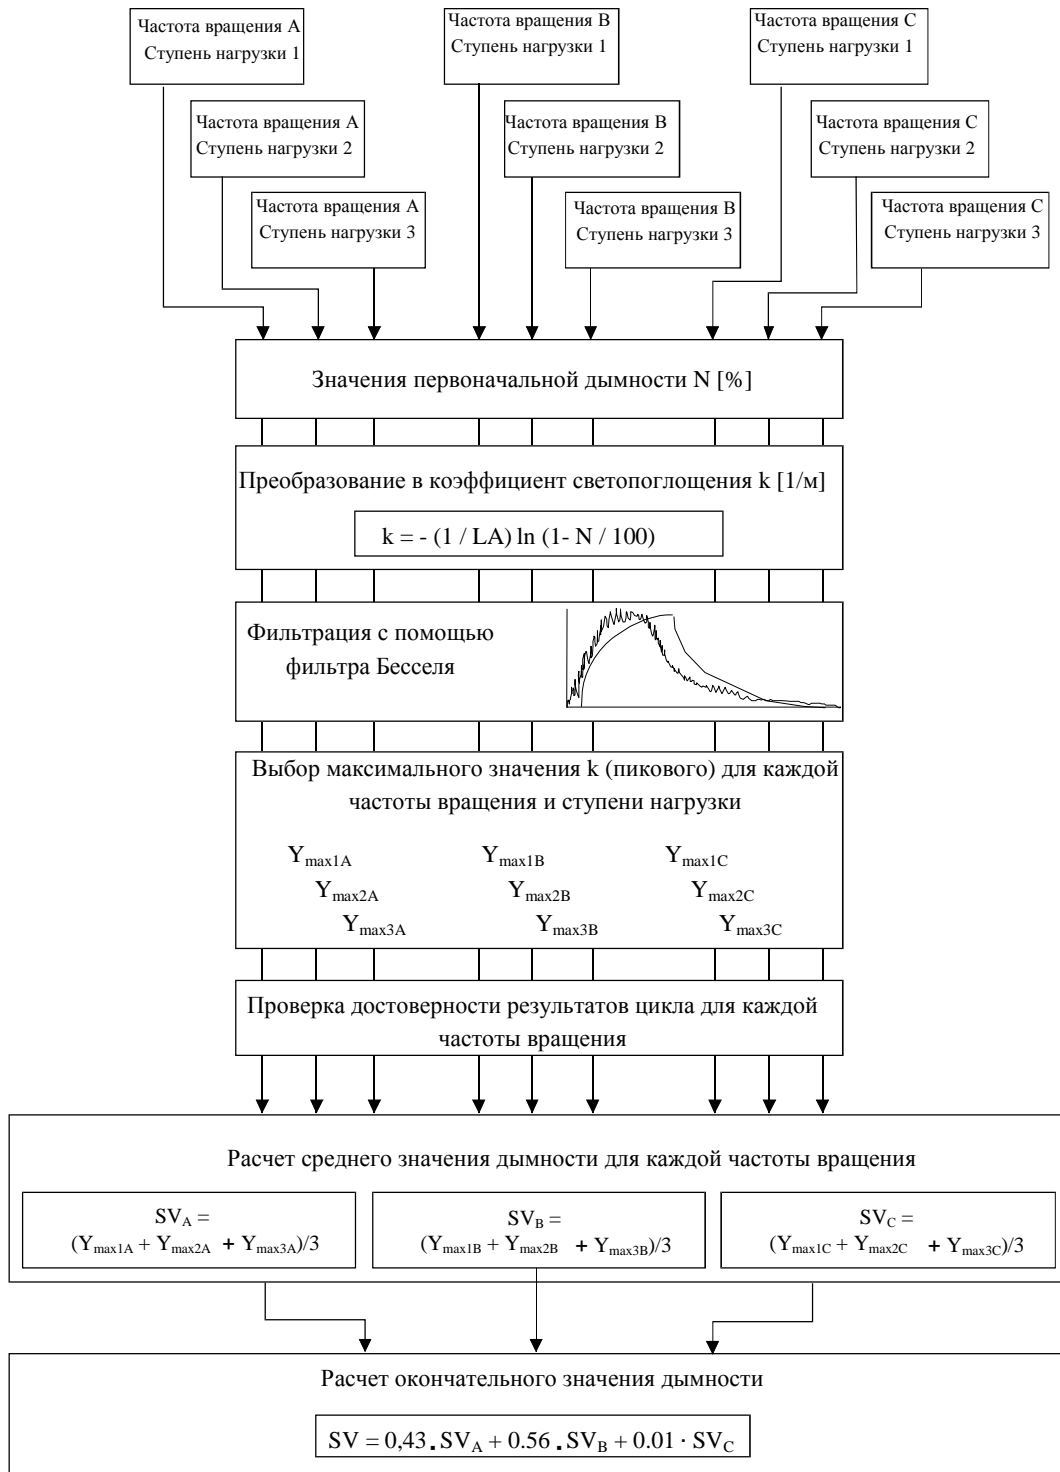 Частота вращения A
Ступень нагрузки 1
Частота вращения B
Ступень нагрузки 1
Частота вращения C
Ступень нагрузки 1
Частота вращения A
Ступень нагрузки 2
Частота вращения B
Ступень нагрузки 2
Частота вращения C
Ступень нагрузки 2
Частота вращения A
Ступень нагрузки 3
Частота вращения B
Ступень нагрузки 3
Частота вращения C
Ступень нагрузки 3
Значения первоначальной дымности N [%]
Преобразование в коэффициент светопоглощения k [1/м]
k = - (1 / LA) ln (1- N / 100)
Фильтрация с помощью
фильтра Бесселя
Выбор максимального значения k (пикового) для каждой
частоты вращения и ступени нагрузки
Ymax1A Ymax1B Ymax1C
Ymax2A Ymax2B Ymax2C
Ymax3A Ymax3B Ymax3C
Проверка достоверности результатов цикла для каждой
частоты вращения
Расчет среднего значения дымности для каждой частоты вращения
SVA =
(Ymax1A + Ymax2A + Ymax3A)/3
SVB =
(Ymax1B + Ymax2B + Ymax3B)/3
SVC =
(Ymax1C + Ymax2C + Ymax3C)/3
Расчет окончательного значения дымности
SV = 0,43 . SVA + 0.56 . SVB + 0.01 · SVC